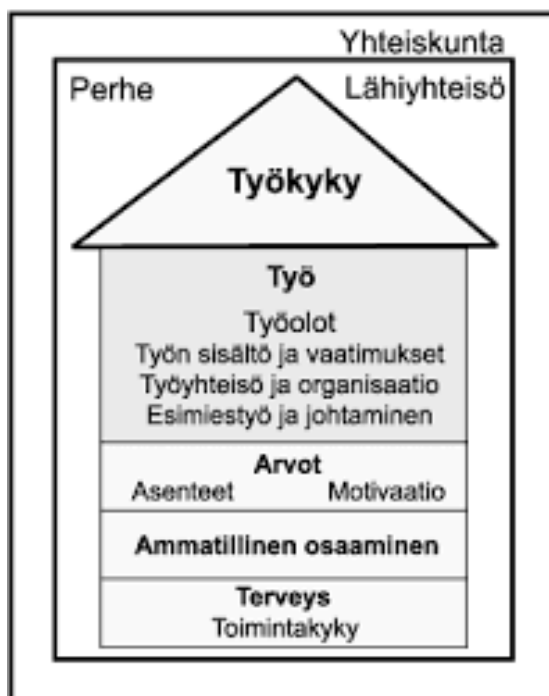 Yhteiskunta
Perhe Lähiyhteisö
Työkyky
Työ
Työolot
Työn sisältö ja vaatimukset
Työyhteisö ja organisaatio
Esimiestyö ja johtaminen
Arvot
Asenteet Motivaatio
Ammatillinen osaaminen
Terveys
Toimintakyky